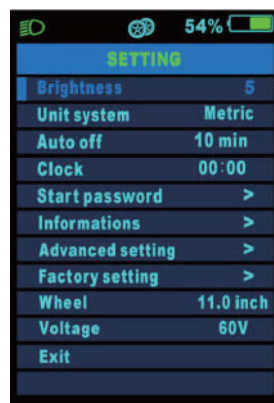 54%
SETTING
Brightness 5
Unit system Metric
Auto off 10 min
Clock 00:00
Start password >
Informations >
Advanced setting >
Factory setting >
Wheel 11.0 inch
Voltage 60V
Exit